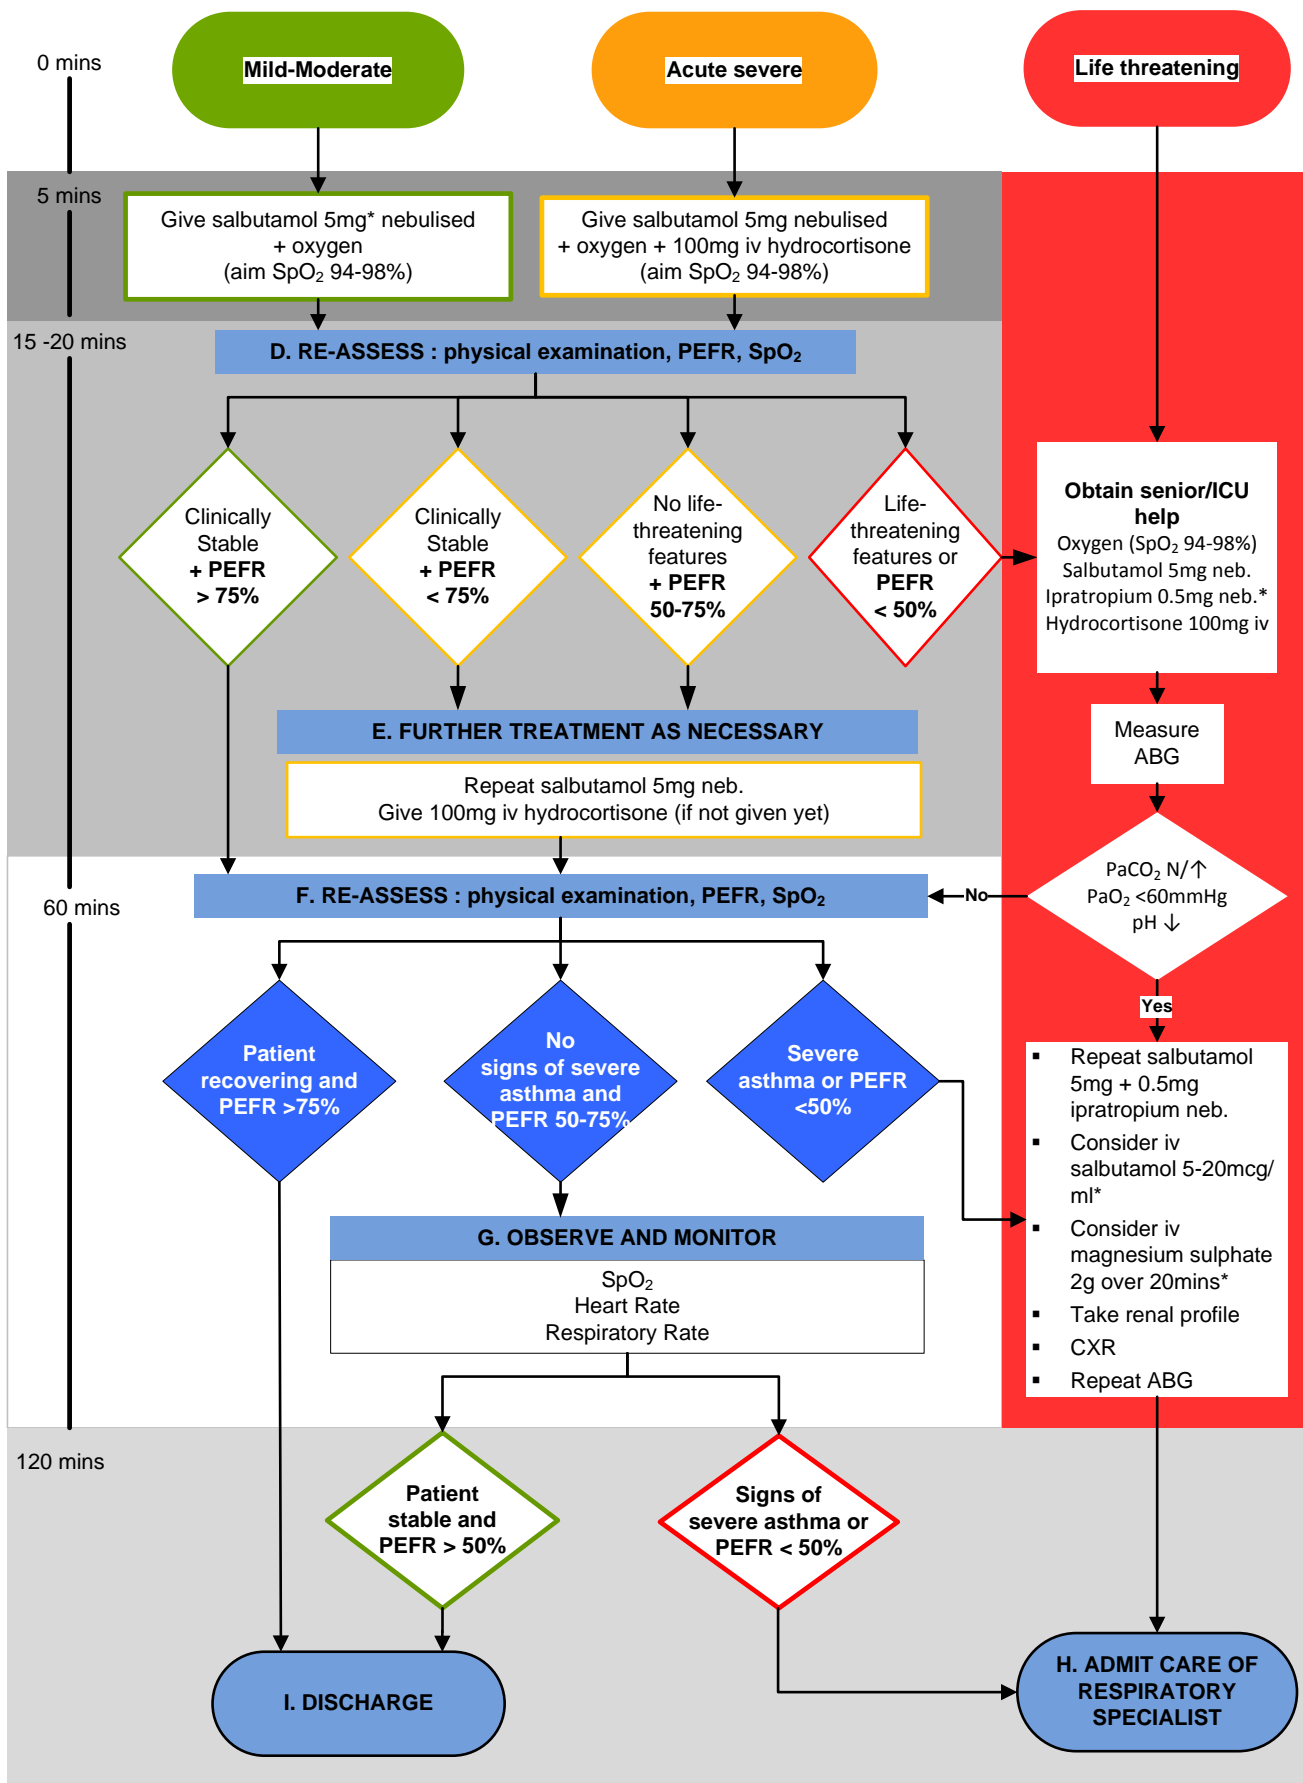 0 mins
Mild-Moderate
Acute severe
Life threatening
5 mins
Give salbutamol 5mg* nebulised
+ oxygen
(aim SpO₂ 94-98%)
Give salbutamol 5mg nebulised
+ oxygen + 100mg iv hydrocortisone
(aim SpO₂ 94-98%)
15 -20 mins
D. RE-ASSESS : physical examination, PEFR, SpO₂
Clinically
Stable
+ PEFR
> 75%
Clinically
Stable
+ PEFR
< 75%
No life-
threatening
features
+ PEFR
50-75%
Life-
threatening
features or
PEFR
< 50%
Obtain senior/ICU
help
Oxygen (SpO₂ 94-98%)
Salbutamol 5mg neb.
Ipratropium 0.5mg neb.*
Hydrocortisone 100mg iv
E. FURTHER TREATMENT AS NECESSARY
Repeat salbutamol 5mg neb.
Give 100mg iv hydrocortisone (if not given yet)
Measure
ABG
PaCO₂ N/↑
PaO₂ <60mmHg
pH ↓
No
Yes
60 mins
F. RE-ASSESS : physical examination, PEFR, SpO₂
Patient
recovering and
PEFR >75%
No
signs of severe
asthma and
PEFR 50-75%
Severe
asthma or PEFR
<50%
▪ Repeat salbutamol
5mg + 0.5mg
ipratropium neb.
▪ Consider iv
salbutamol 5-20mcg/
ml*
▪ Consider iv
magnesium sulphate
2g over 20mins*
▪ Take renal profile
▪ CXR
▪ Repeat ABG
G. OBSERVE AND MONITOR
SpO₂
Heart Rate
Respiratory Rate
120 mins
Patient
stable and
PEFR > 50%
Signs of
severe asthma or
PEFR < 50%
I. DISCHARGE
H. ADMIT CARE OF
RESPIRATORY
SPECIALIST